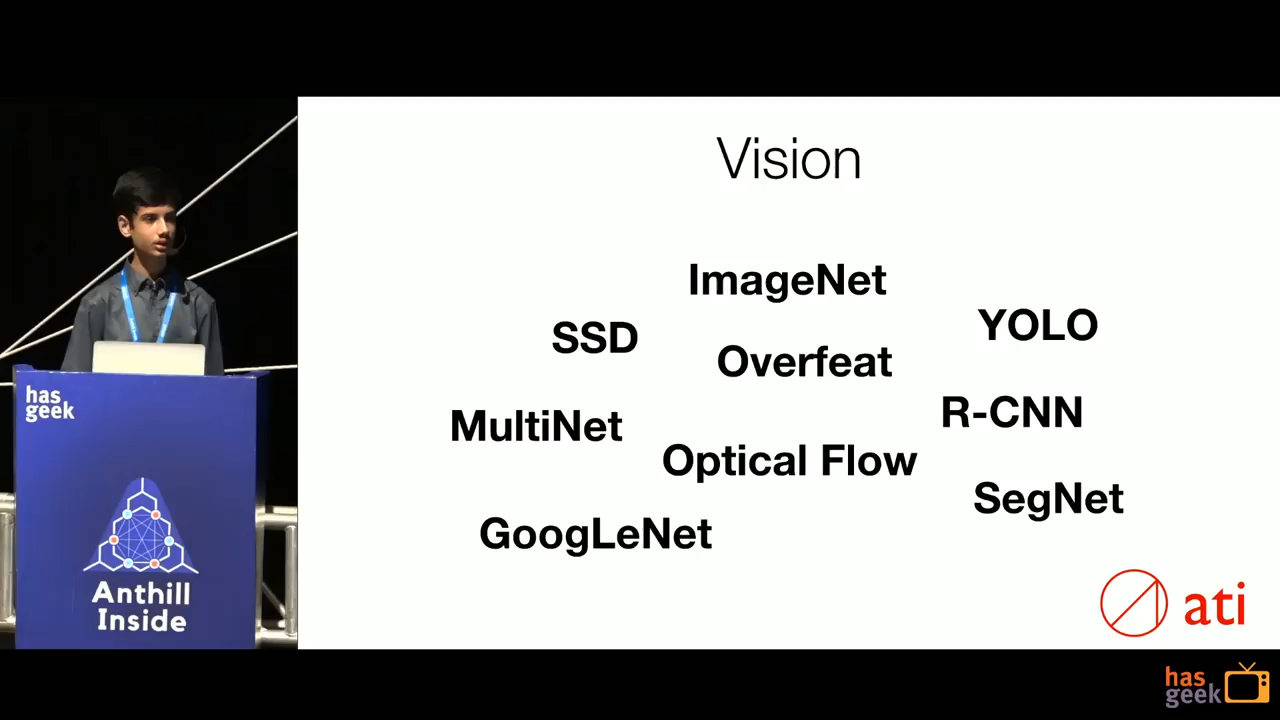 Vision
ImageNet
YOLO
SSD
Overfeat
R-CNN
MultiNet
Optical Flow
SegNet
GoogLeNet
ati
has
geek
Anthill
Inside
has
geek